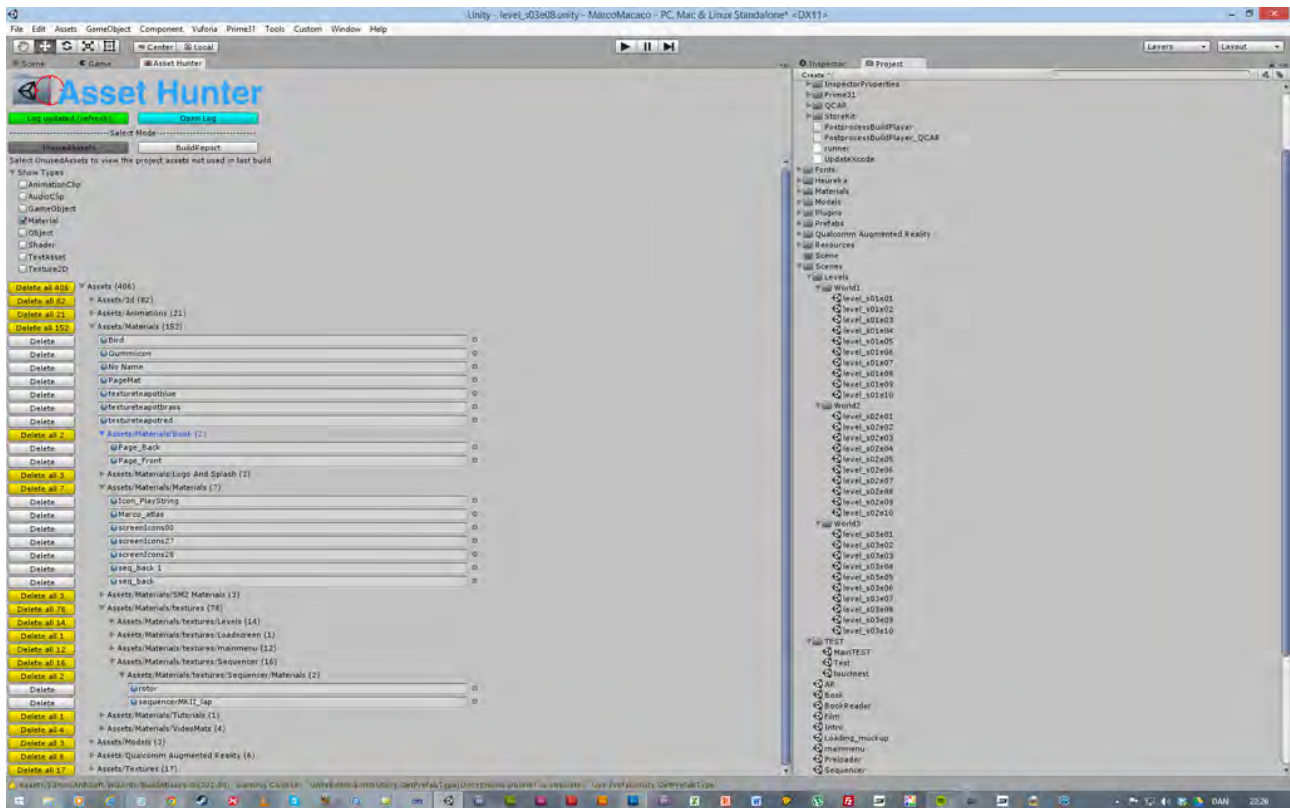 Unity - level_s03e08.unity - MarcoMacaco - PC, Mac & Linux Standalone* <DX11>
File Edit Assets GameObject Component Vuforia Prime31 Tools Custom Window Help
Center Local Layers Layout
Scene Game Asset Hunter
Asset Hunter
Log updated (refresh) Open Log
Select Mode
UnusedAssets BuildReport
Select UnusedAssets to view the project assets not used in last build
Show Types
AnimationClip
AudioClip
GameObject
Material
Object
Shader
TextAsset
Texture2D
Delete all 406 Assets (406)
Delete all 82 Assets/3d (82)
Delete all 21 Assets/Animations (21)
Delete all 152 Assets/Materials (152)
Delete Bird
Delete Gummiicon
Delete No Name
Delete PageMat
Delete textureteapotblue
Delete textureteapotbrass
Delete textureteapotred
Delete all 2 Assets/Materials/Book (2)
Delete Page_Back
Delete Page_Front
Delete all 3 Assets/Materials/Logo And Splash (3)
Delete all 7 Assets/Materials/Materials (7)
Delete Icon_PlayString
Delete Marco_atlas
Delete screenIcons00
Delete screenIcons27
Delete screenIcons28
Delete seq_back 1
Delete seq_back
Delete all 3 Assets/Materials/SM2 Materials (3)
Delete all 78 Assets/Materials/textures (78)
Delete all 14 Assets/Materials/textures/Levels (14)
Delete all 1 Assets/Materials/textures/Loadscreen (1)
Delete all 12 Assets/Materials/textures/mainmenu (12)
Delete all 16 Assets/Materials/textures/Sequencer (16)
Delete all 2 Assets/Materials/textures/Sequencer/Materials (2)
Delete rotor
Delete sequencerMKII_lap
Delete all 1 Assets/Materials/Tutorials (1)
Delete all 4 Assets/Materials/VideoMats (4)
Delete all 3 Assets/Models (3)
Delete all 6 Assets/Qualcomm Augmented Reality (6)
Delete all 17 Assets/Textures (17)
Inspector Project
Create
InspectorProperties
Prime31
QCAR
StoreKit
PostprocessBuildPlayer
PostprocessBuildPlayer_QCAR
runner
UpdateXcode
Fonts
Heureka
Materials
Models
Plugins
Prefabs
Qualcomm Augmented Reality
Resources
Scene
Scenes
Levels
World1
level_s01e01
level_s01e02
level_s01e03
level_s01e04
level_s01e05
level_s01e06
level_s01e07
level_s01e08
level_s01e09
level_s01e10
World2
level_s02e01
level_s02e02
level_s02e03
level_s02e04
level_s02e05
level_s02e06
level_s02e07
level_s02e08
level_s02e09
level_s02e10
World3
level_s03e01
level_s03e02
level_s03e03
level_s03e04
level_s03e05
level_s03e06
level_s03e07
level_s03e08
level_s03e09
level_s03e10
TEST
MainTEST
Test
touchtest
AR
Book
BookReader
Film
Intro
Loading_muckup
mainmenu
Preloader
Sequencer
DAN 22:26